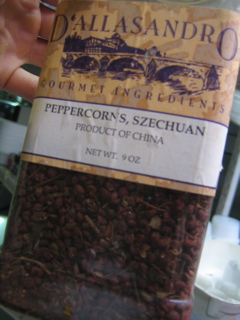 D'ALLASANDRO
GOURMET INGREDIENTS
PEPPERCORNS, SZECHUAN
PRODUCT OF CHINA
NET WT. 9 OZ